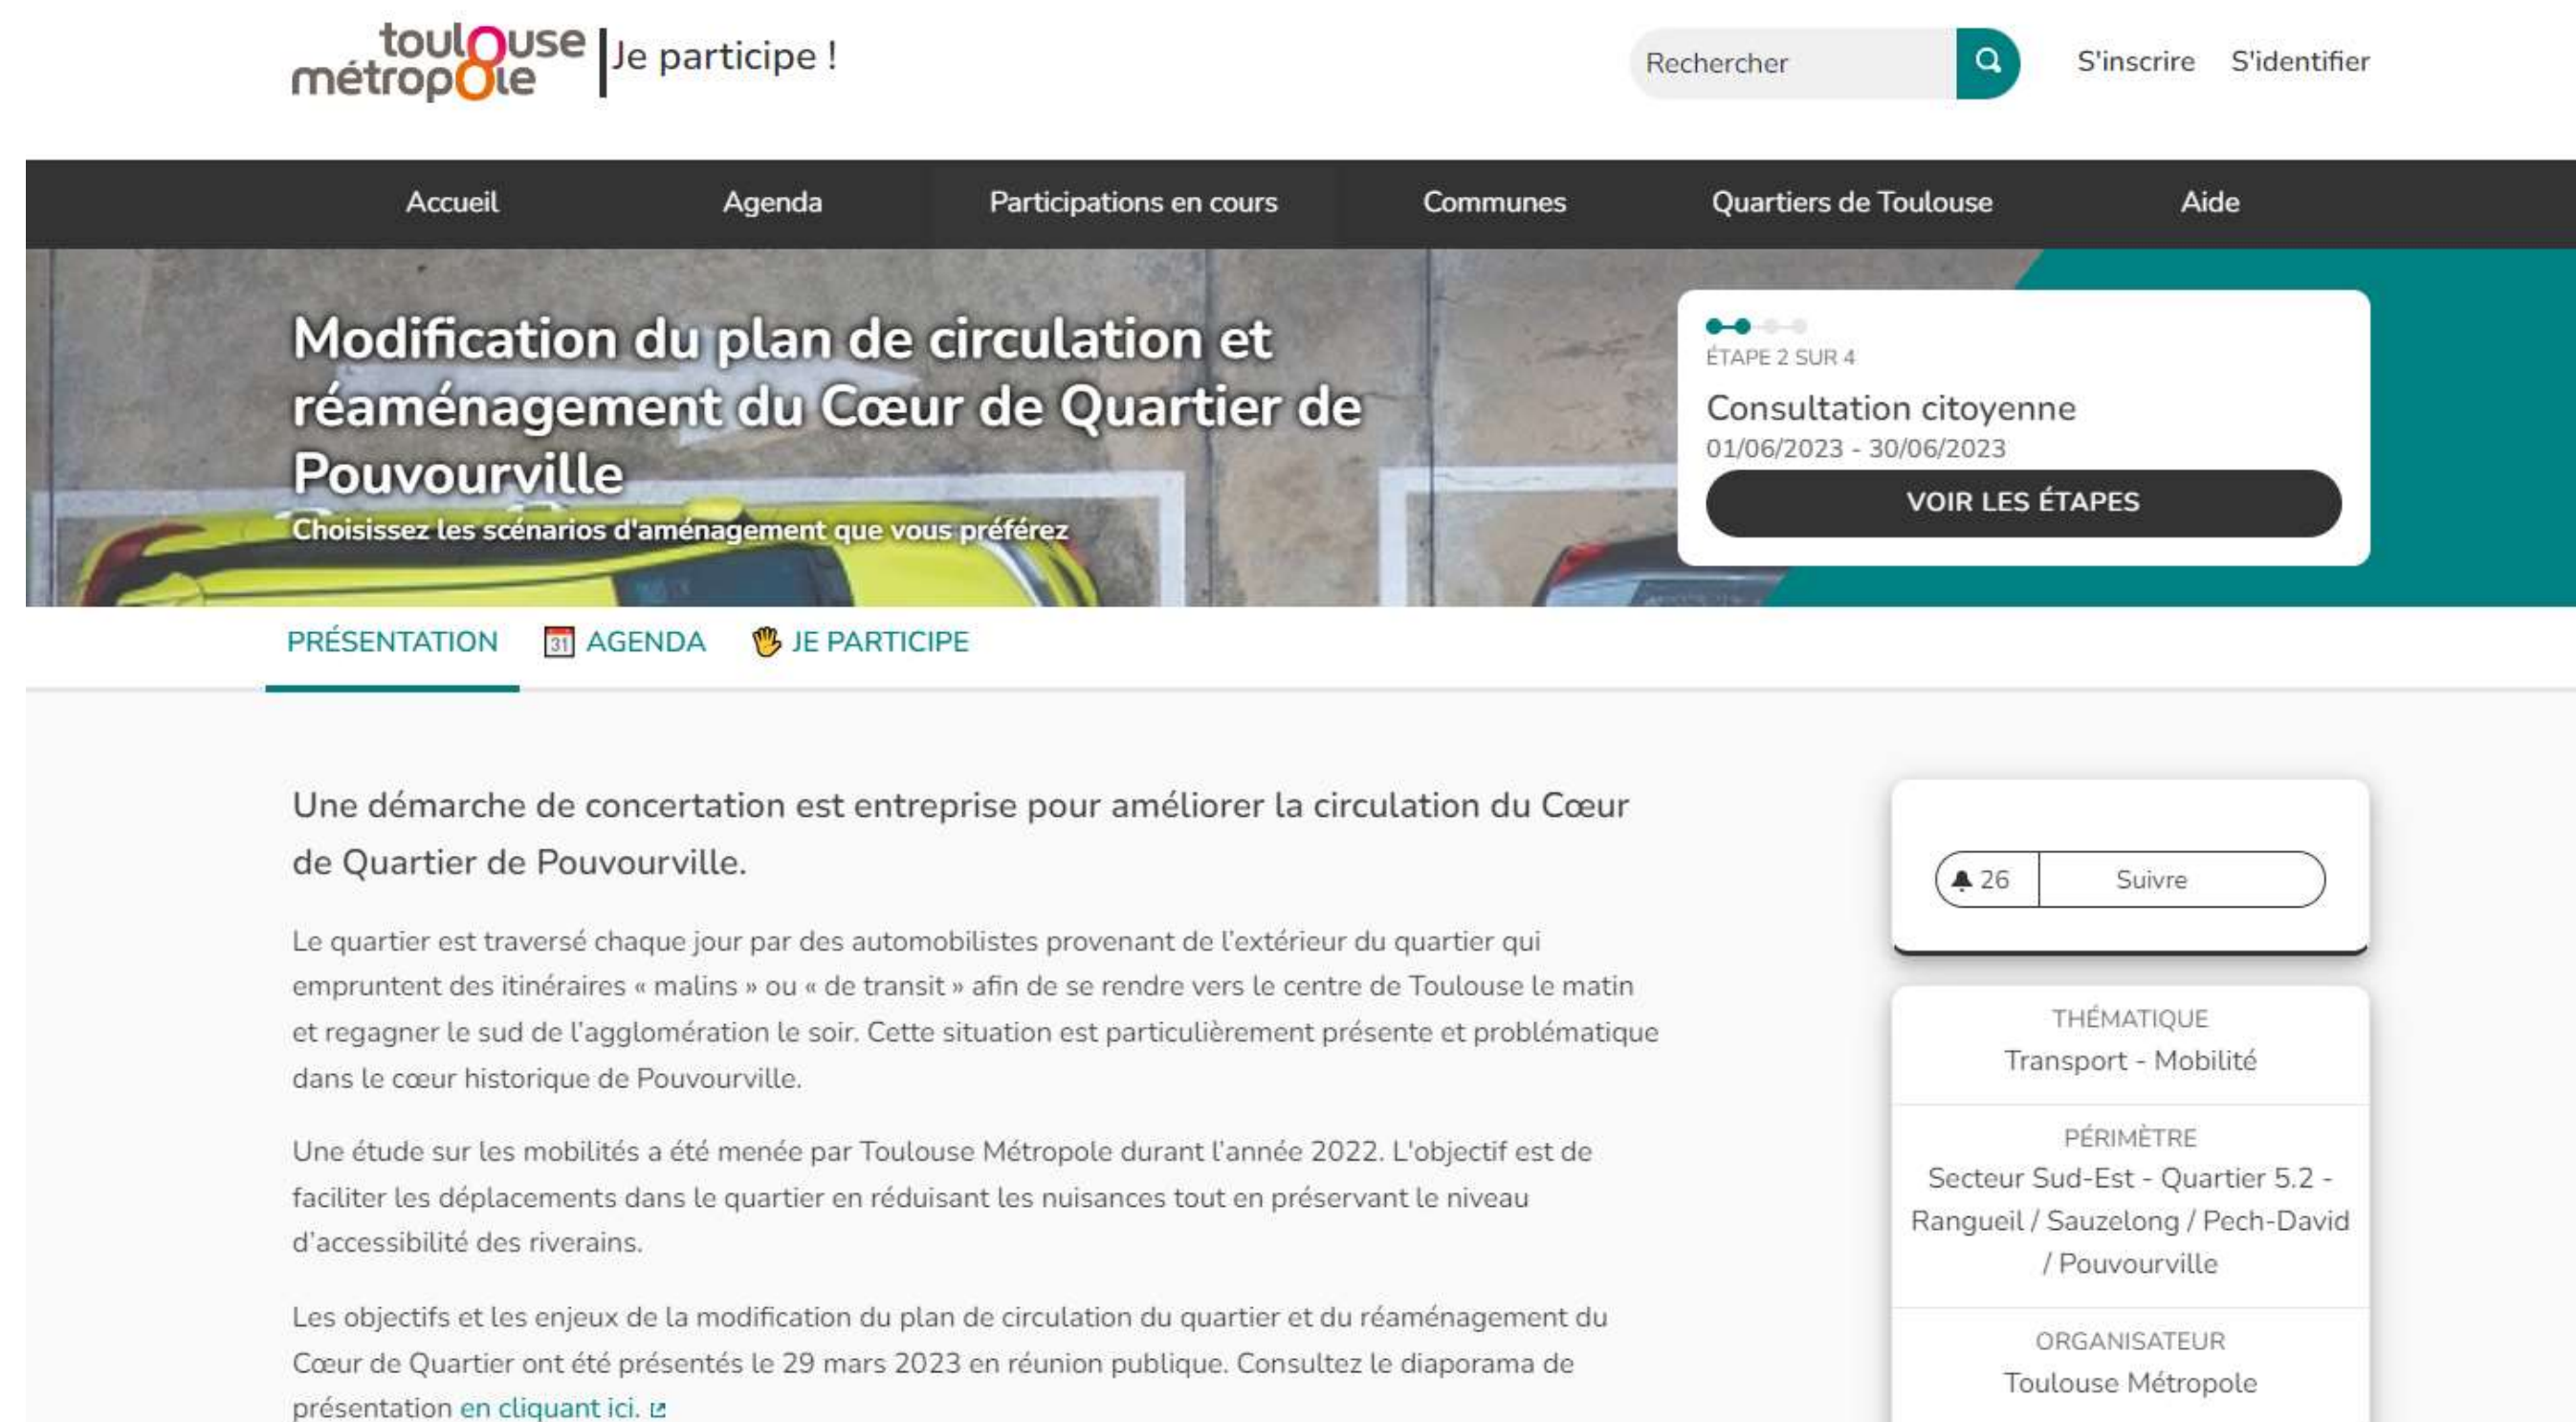 toulouse
métropole
Je participe !
Rechercher
S'inscrire
S'identifier
Accueil
Agenda
Participations en cours
Communes
Quartiers de Toulouse
Aide
Modification du plan de circulation et
réaménagement du Cœur de Quartier de
Pouvourville
Choisissez les scénarios d'aménagement que vous préférez
ÉTAPE 2 SUR 4
Consultation citoyenne
01/06/2023 - 30/06/2023
VOIR LES ÉTAPES
PRÉSENTATION
31
AGENDA
JE PARTICIPE
Une démarche de concertation est entreprise pour améliorer la circulation du Cœur
de Quartier de Pouvourville.
Le quartier est traversé chaque jour par des automobilistes provenant de l'extérieur du quartier qui
empruntent des itinéraires « malins » ou « de transit » afin de se rendre vers le centre de Toulouse le matin
et regagner le sud de l'agglomération le soir. Cette situation est particulièrement présente et problématique
dans le cœur historique de Pouvourville.
Une étude sur les mobilités a été menée par Toulouse Métropole durant l'année 2022. L'objectif est de
faciliter les déplacements dans le quartier en réduisant les nuisances tout en préservant le niveau
d'accessibilité des riverains.
Les objectifs et les enjeux de la modification du plan de circulation du quartier et du réaménagement du
Cœur de Quartier ont été présentés le 29 mars 2023 en réunion publique. Consultez le diaporama de
présentation en cliquant ici.
26
Suivre
THÉMATIQUE
Transport - Mobilité
PÉRIMÈTRE
Secteur Sud-Est - Quartier 5.2 -
Rangueil / Sauzelong / Pech-David
/ Pouvourville
ORGANISATEUR
Toulouse Métropole